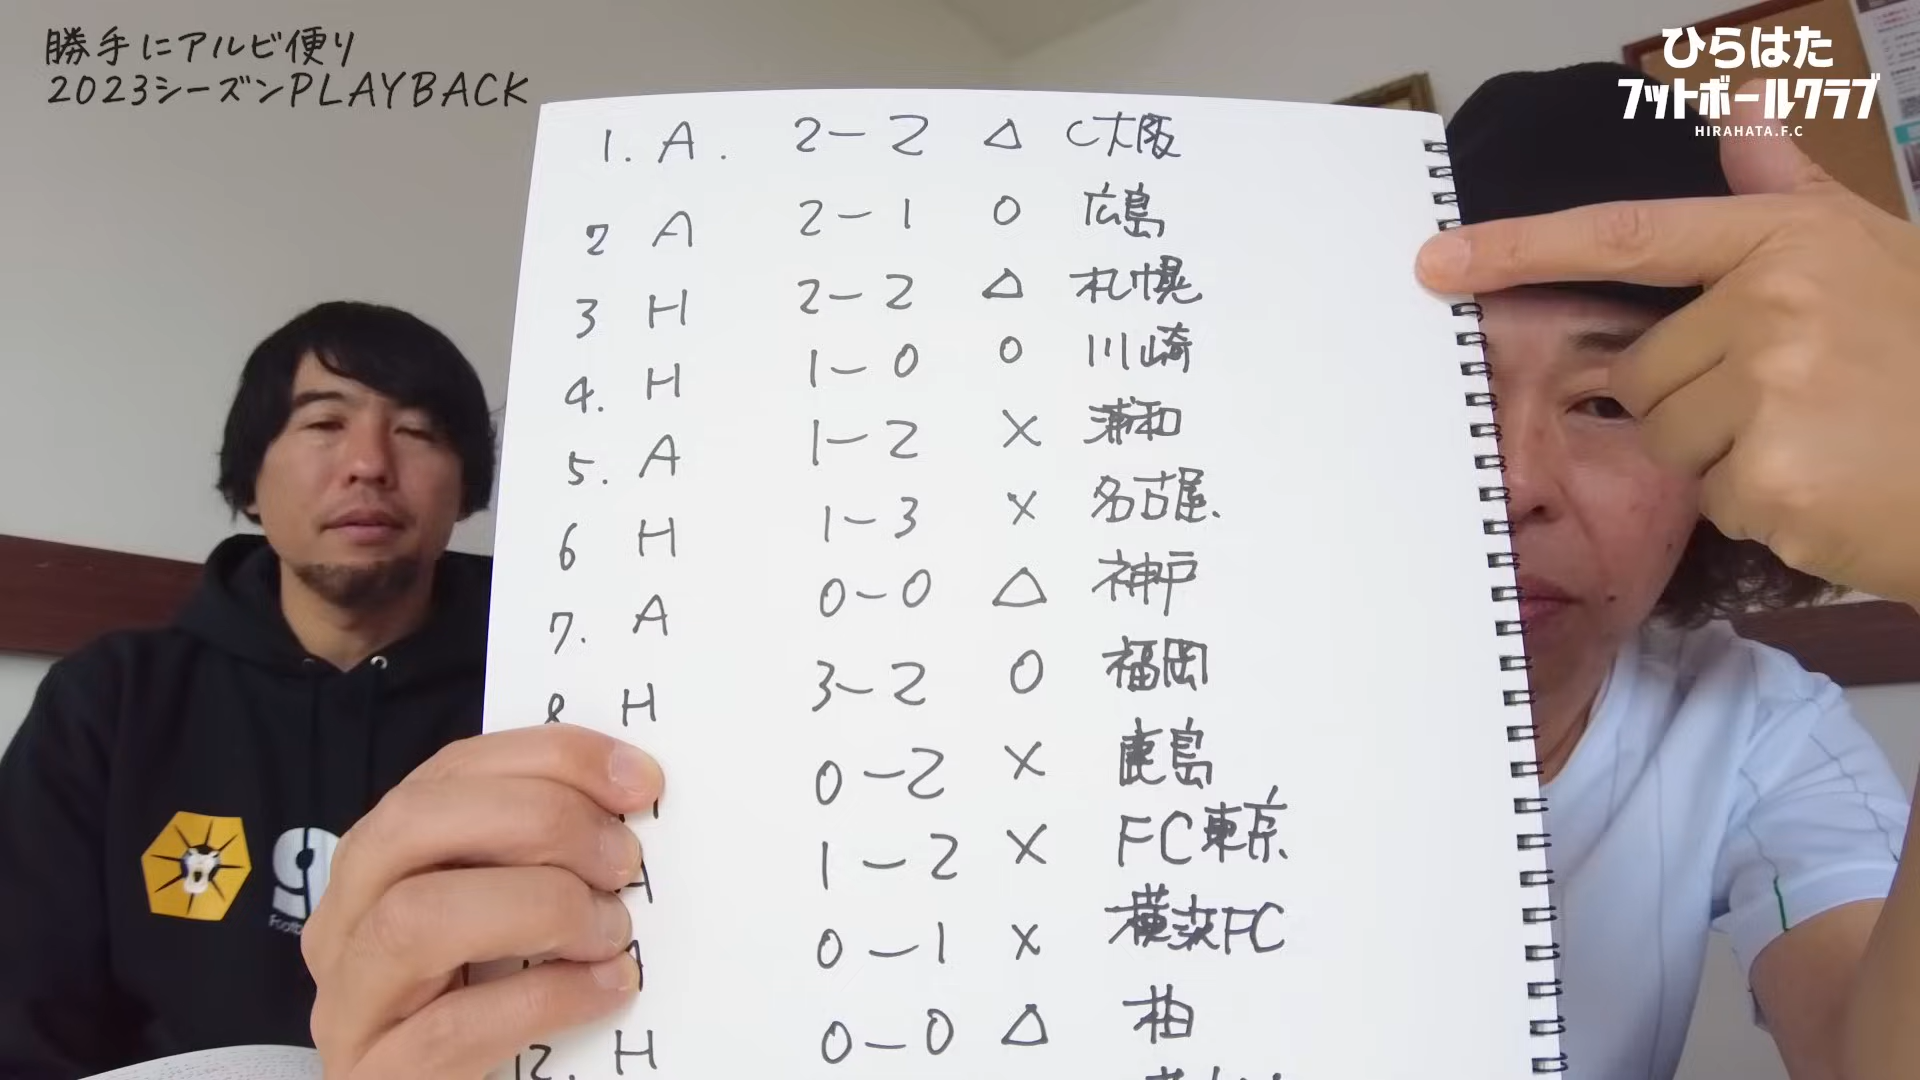 勝手にアルビ便り
2023シーズンPLAYBACK
ひらはた
フットボールクラブ
HIRAHATA.F.C
1. A. 2-2 △ C大阪
2 A 2-1 0 広島
3 H 2-2 △ 札幌
4. H 1-0 0 川崎
5. A 1-2 × 浦和
6 H 1-3 × 名古屋.
7. A 0-0 △ 神戸
8 H 3-2 0 福岡
0-2 × 鹿島
A 1-2 × FC東京
A 0-1 × 横浜FC
12. H 0-0 △ 柏